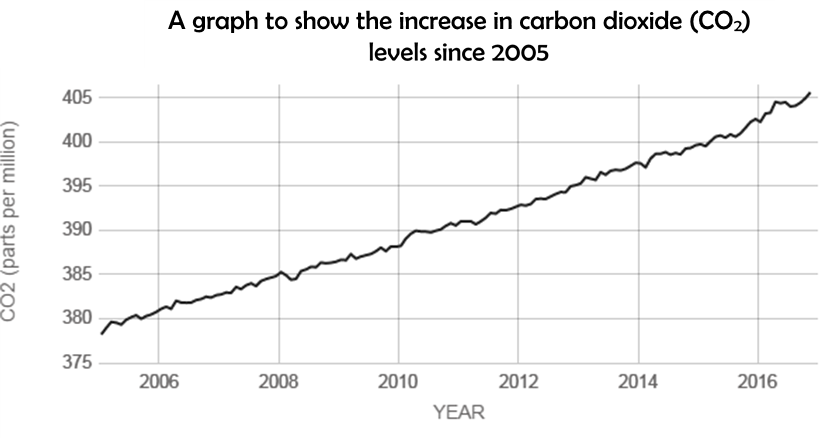 A graph to show the increase in carbon dioxide (CO₂)
levels since 2005
405
400
395
390
385
380
375
CO2 (parts per million)
2006 2008 2010 2012 2014 2016
YEAR